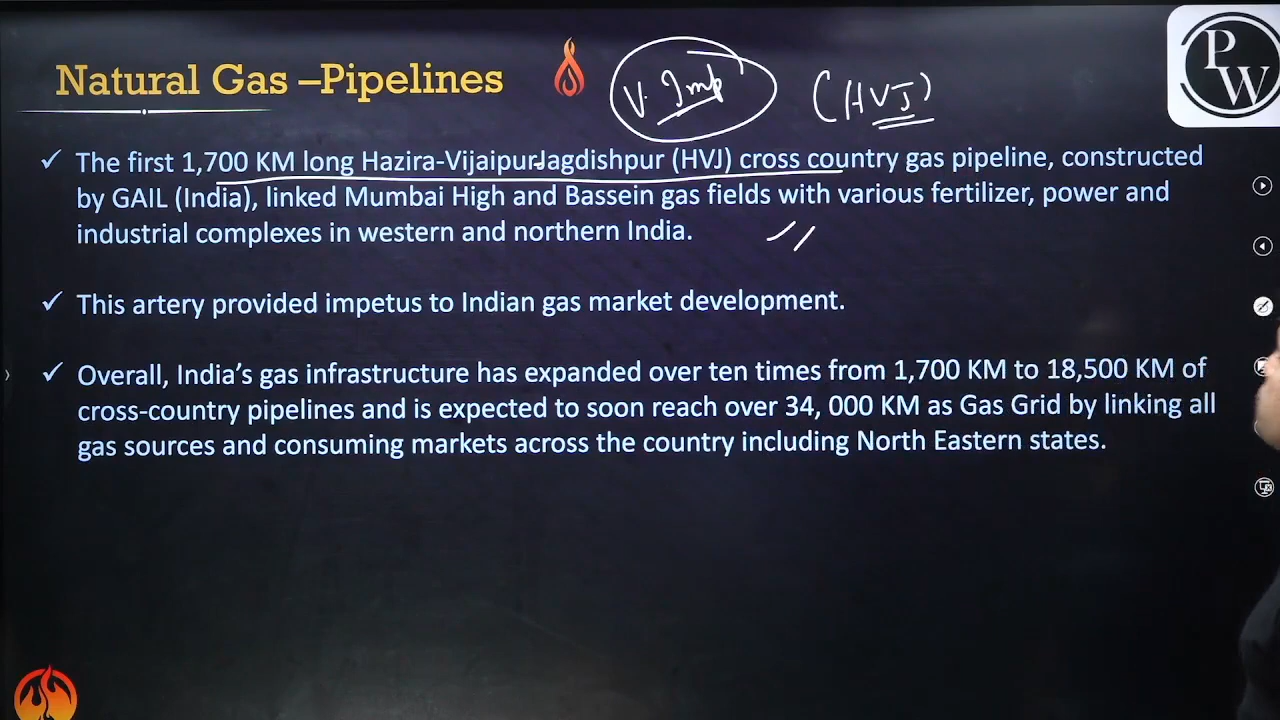 Natural Gas –Pipelines
V. Imp
(HVJ)
PW
✓ The first 1,700 KM long Hazira-Vijaipur-Jagdishpur (HVJ) cross country gas pipeline, constructed
by GAIL (India), linked Mumbai High and Bassein gas fields with various fertilizer, power and
industrial complexes in western and northern India.
✓ This artery provided impetus to Indian gas market development.
✓ Overall, India's gas infrastructure has expanded over ten times from 1,700 KM to 18,500 KM of
cross-country pipelines and is expected to soon reach over 34, 000 KM as Gas Grid by linking all
gas sources and consuming markets across the country including North Eastern states.